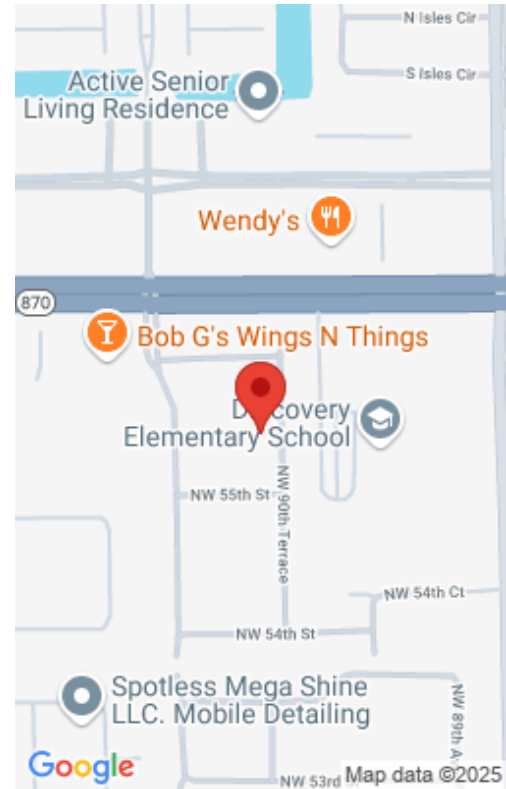 N Isles Cir
S Isles Cir
Active Senior
Living Residence
Wendy's
870
Bob G's Wings N Things
Discovery
Elementary School
NW 55th St
NW 90th Terrace
NW 54th Ct
NW 54th St
Spotless Mega Shine
LLC. Mobile Detailing
NW 89th Av
NW 53rd
Google
Map data ©2025